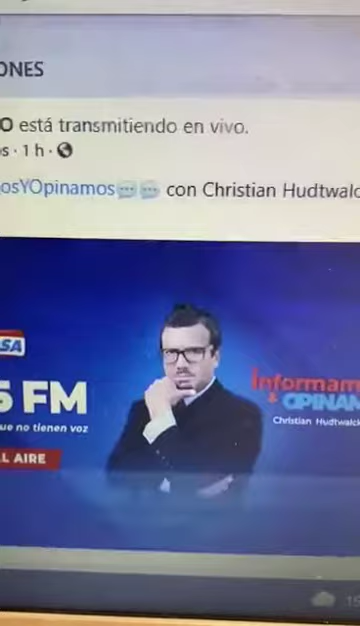 ONES
O está transmitiendo en vivo.
s · 1 h ·
osYOpinamos con Christian Hudtwalc
SA
5 FM
ue no tienen voz
L AIRE
Informam
& OPINAM
Christian Hudtwalck